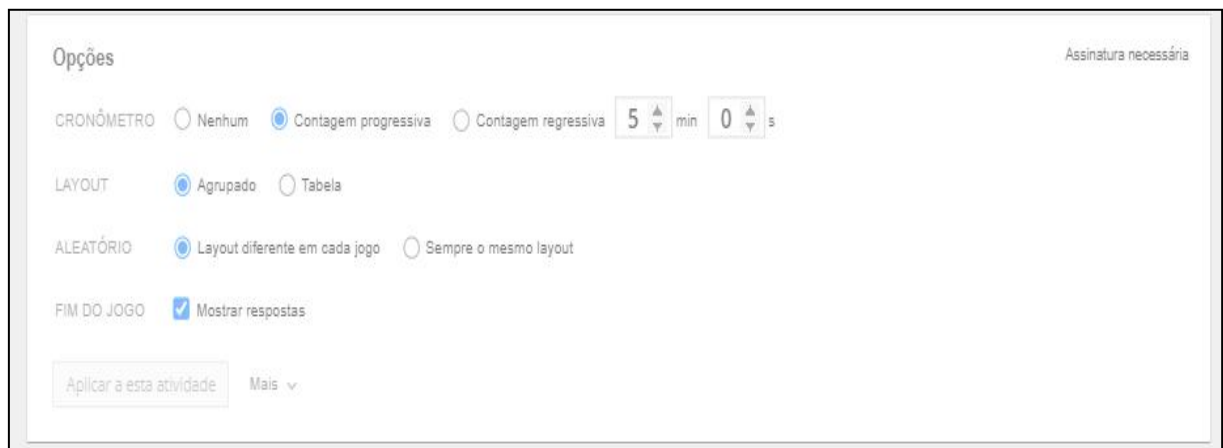 Opções Assinatura necessária
CRONÔMETRO Nenhum Contagem progressiva Contagem regressiva 5 min 0 s
LAYOUT Agrupado Tabela
ALEATÓRIO Layout diferente em cada jogo Sempre o mesmo layout
FIM DO JOGO Mostrar respostas
Aplicar a esta atividade Mais